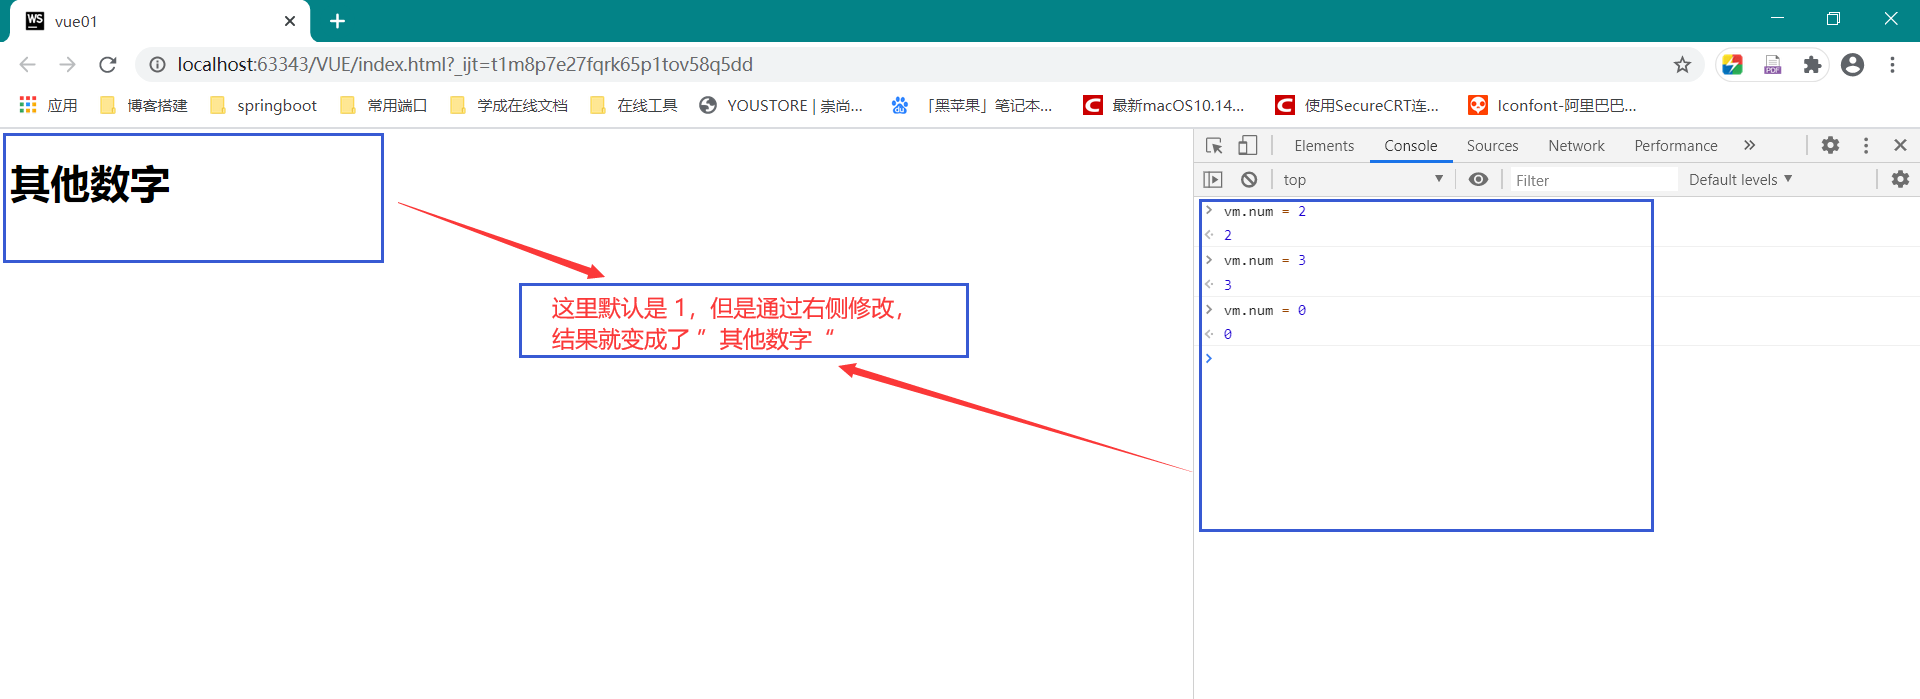 vue01
localhost:63343/VUE/index.html?_ijt=t1m8p7e27fqrk65p1tov58q5dd
应用 博客搭建 springboot 常用端口 学成在线文档 在线工具 YOUSTORE | 崇尚... 「黑苹果」笔记本... 最新macOS10.14... 使用SecureCRT连... Iconfont-阿里巴巴...
Elements Console Sources Network Performance »
top Filter Default levels
其他数字
这里默认是 1，但是通过右侧修改，
结果就变成了 ” 其他数字 “
> vm.num = 2
2
> vm.num = 3
3
> vm.num = 0
0
>